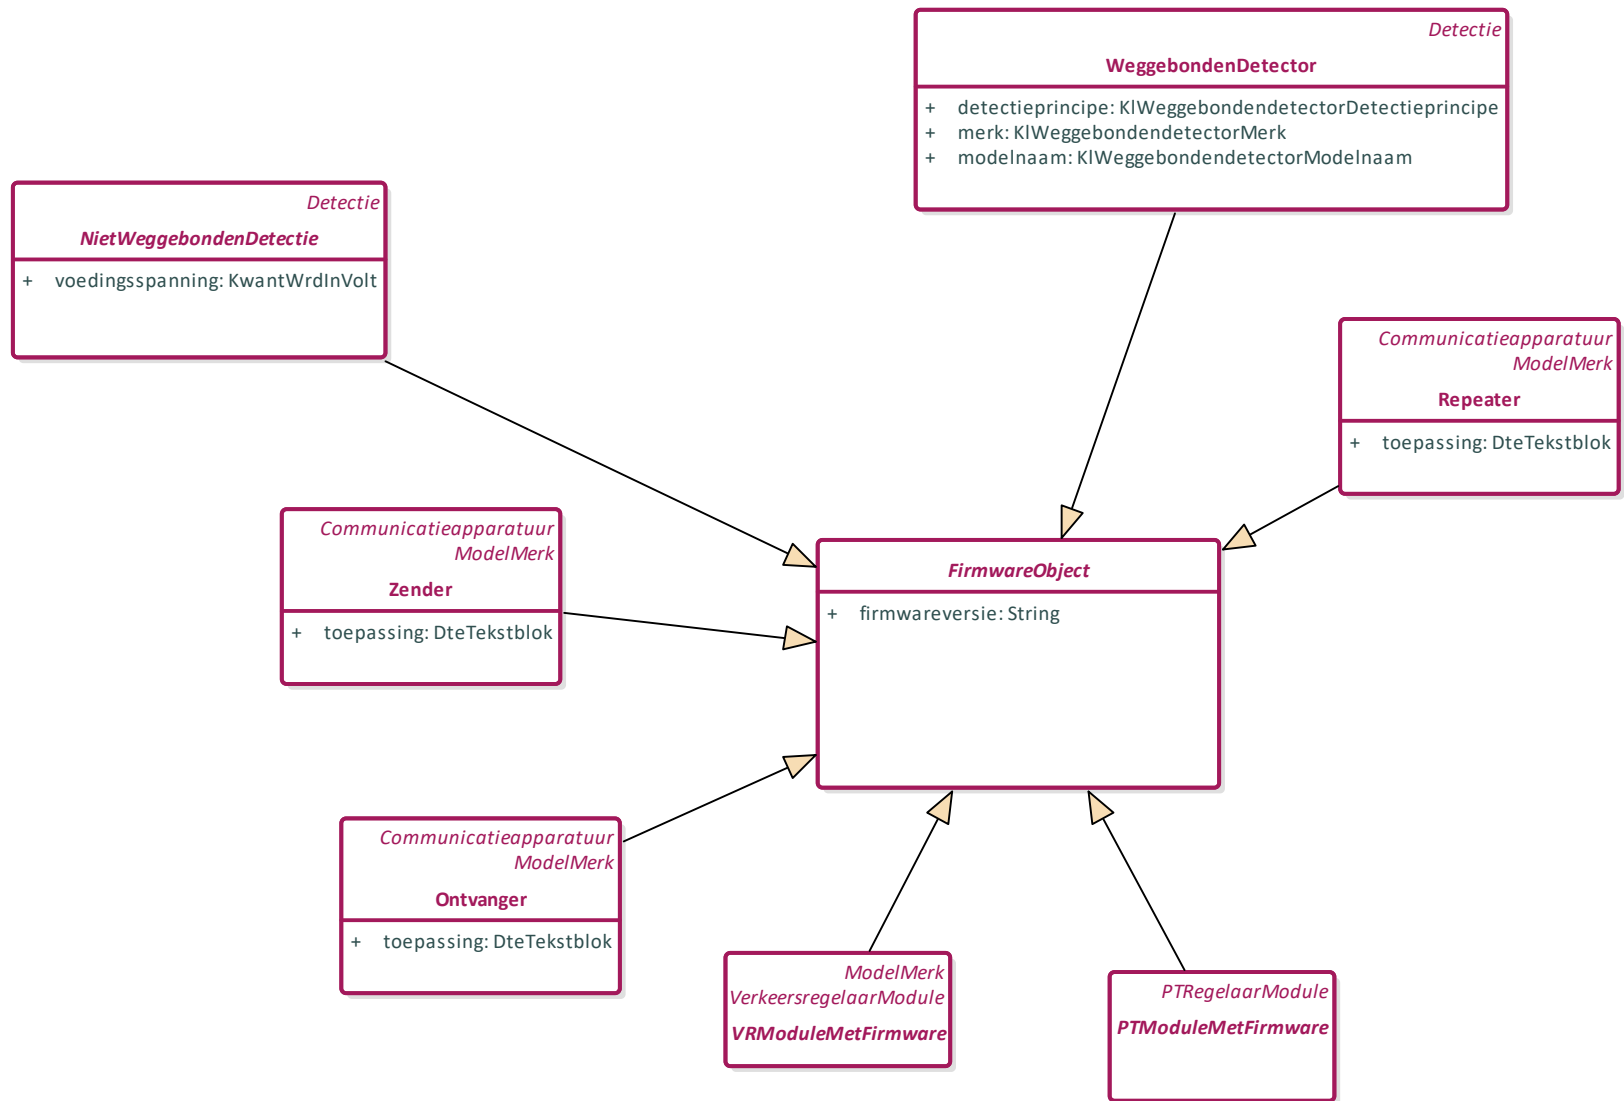 Detectie
WeggebondenDetector
+ detectieprincipe: KlWeggebondendetectorDetectieprincipe
+ merk: KlWeggebondendetectorMerk
+ modelnaam: KlWeggebondendetectorModelnaam
Detectie
NietWeggebondenDetectie
+ voedingsspanning: KwantWrdInVolt
Communicatieapparatuur
ModelMerk
Repeater
+ toepassing: DteTekstblok
Communicatieapparatuur
ModelMerk
Zender
+ toepassing: DteTekstblok
FirmwareObject
+ firmwareversie: String
Communicatieapparatuur
ModelMerk
Ontvanger
+ toepassing: DteTekstblok
ModelMerk
VerkeersregelaarModule
VRModuleMetFirmware
PTRegelaarModule
PTModuleMetFirmware